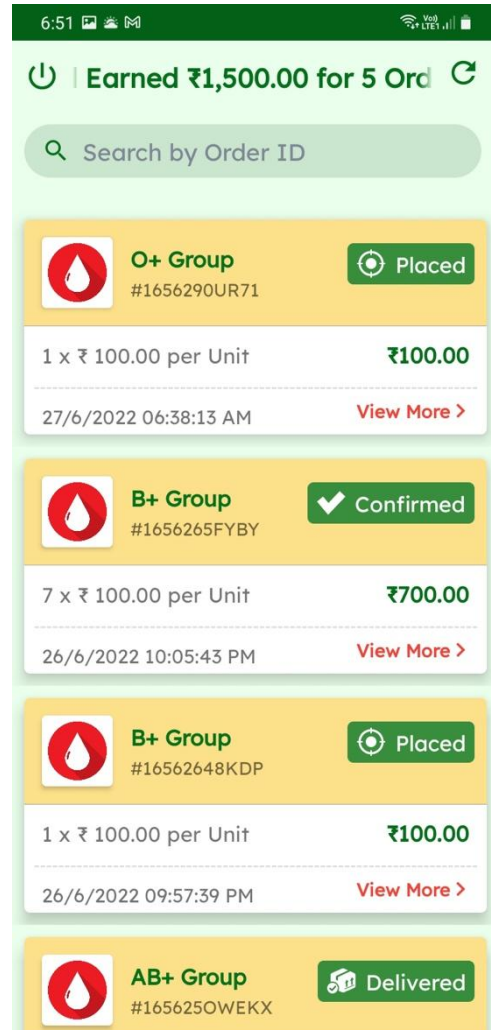 6:51
Vo)) LTE1
Earned ₹1,500.00 for 5 Ord
Search by Order ID
O+ Group
#1656290UR71
Placed
1 x ₹ 100.00 per Unit
₹100.00
27/6/2022 06:38:13 AM
View More >
B+ Group
#1656265FYBY
Confirmed
7 x ₹ 100.00 per Unit
₹700.00
26/6/2022 10:05:43 PM
View More >
B+ Group
#16562648KDP
Placed
1 x ₹ 100.00 per Unit
₹100.00
26/6/2022 09:57:39 PM
View More >
AB+ Group
#165625OWEKX
Delivered